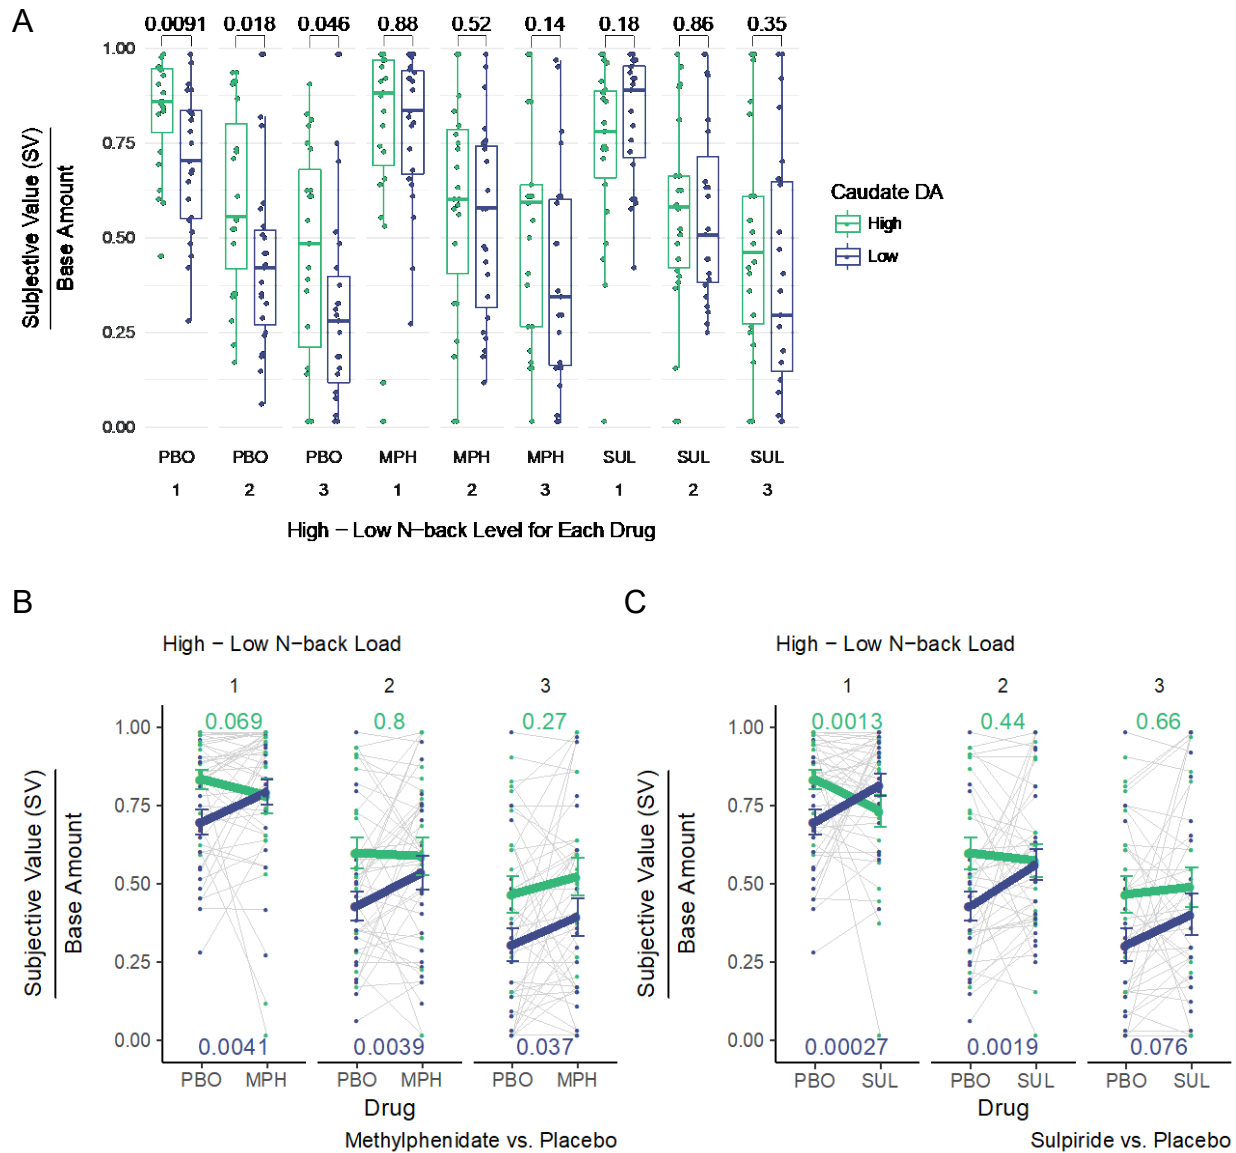 A
0.0091 0.018 0.046 0.88 0.52 0.14 0.18 0.86 0.35
1.00
0.75
0.50
0.25
0.00
Subjective Value (SV)
Base Amount
PBO PBO PBO MPH MPH MPH SUL SUL SUL
1 2 3 1 2 3 1 2 3
High − Low N−back Level for Each Drug
Caudate DA
High
Low
B
High − Low N−back Load
1 2 3
0.069 0.8 0.27
1.00
0.75
0.50
0.25
0.00
Subjective Value (SV)
Base Amount
0.0041 0.0039 0.037
PBO MPH PBO MPH PBO MPH
Drug
Methylphenidate vs. Placebo
C
High − Low N−back Load
1 2 3
0.0013 0.44 0.66
1.00
0.75
0.50
0.25
0.00
Subjective Value (SV)
Base Amount
0.00027 0.0019 0.076
PBO SUL PBO SUL PBO SUL
Drug
Sulpiride vs. Placebo